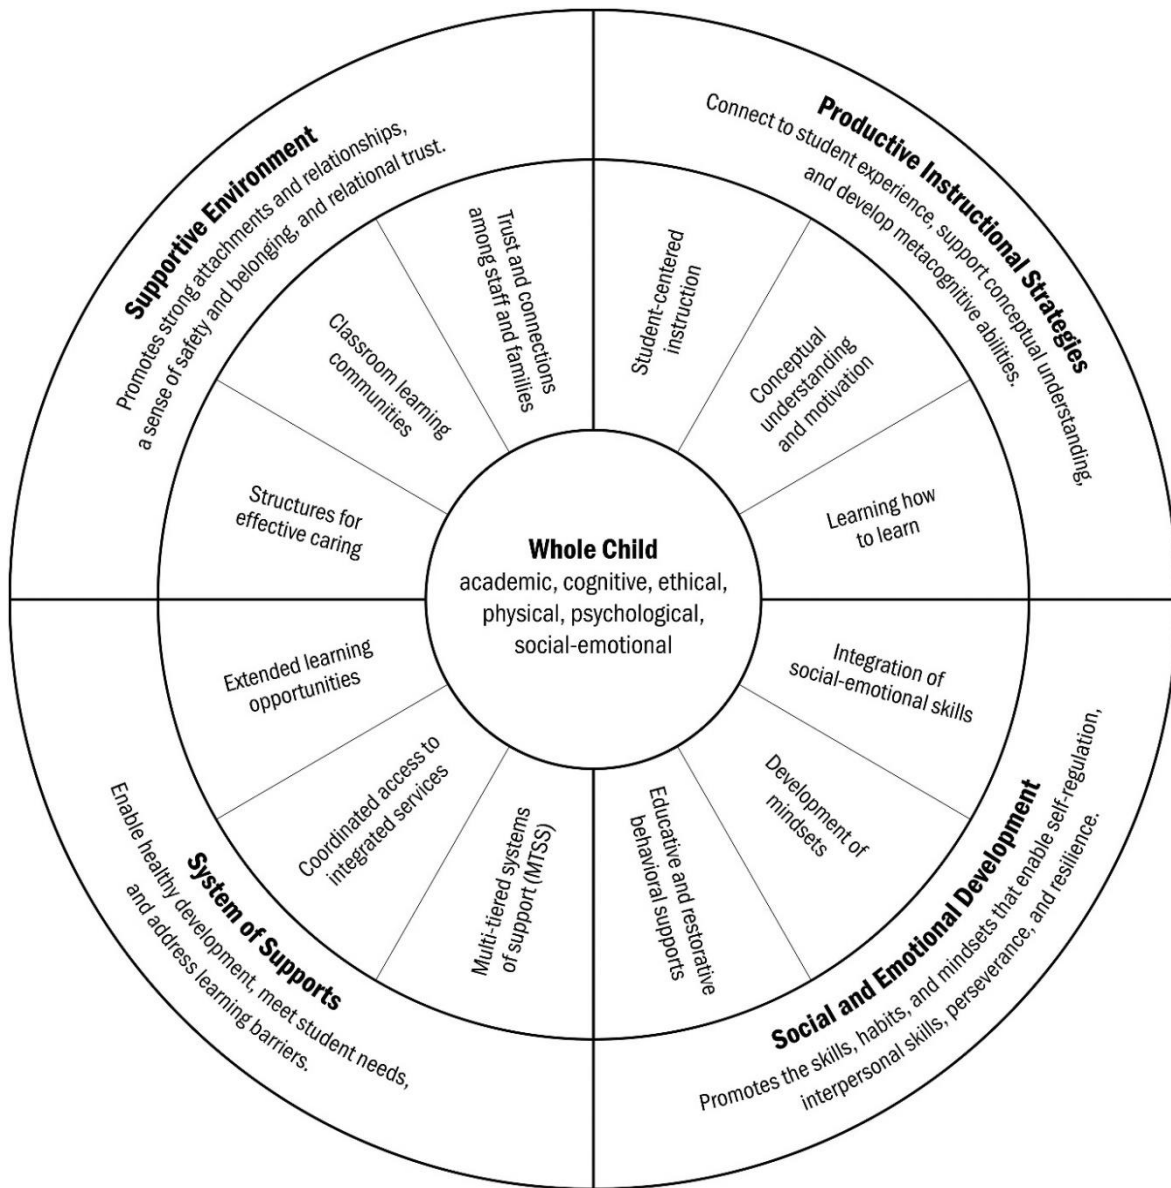 Supportive Environment
Promotes strong attachments and relationships,
a sense of safety and belonging, and relational trust.
Productive Instructional Strategies
Connect to student experience, support conceptual understanding,
and develop metacognitive abilities.
Trust and connections
among staff and families
Classroom learning
communities
Structures for
effective caring
Student-centered
instruction
Conceptual
understanding
and motivation
Learning how
to learn
Whole Child
academic, cognitive, ethical,
physical, psychological,
social-emotional
Extended learning
opportunities
Coordinated access to
integrated services
Multi-tiered systems
of support (MTSS)
Integration of
social-emotional skills
Development of
mindsets
Educative and restorative
behavioral supports
System of Supports
Enable healthy development, meet student needs,
and address learning barriers.
Social and Emotional Development
Promotes the skills, habits, and mindsets that enable self-regulation,
interpersonal skills, perseverance, and resilience.